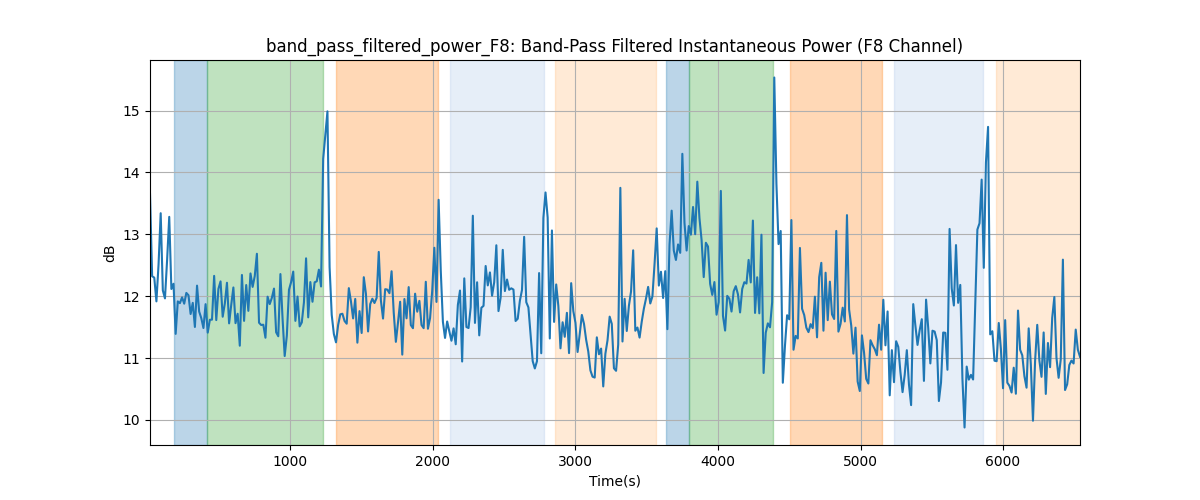 band_pass_filtered_power_F8: Band-Pass Filtered Instantaneous Power (F8 Channel)
dB
15
14
13
12
11
10
1000 2000 3000 4000 5000 6000
Time(s)